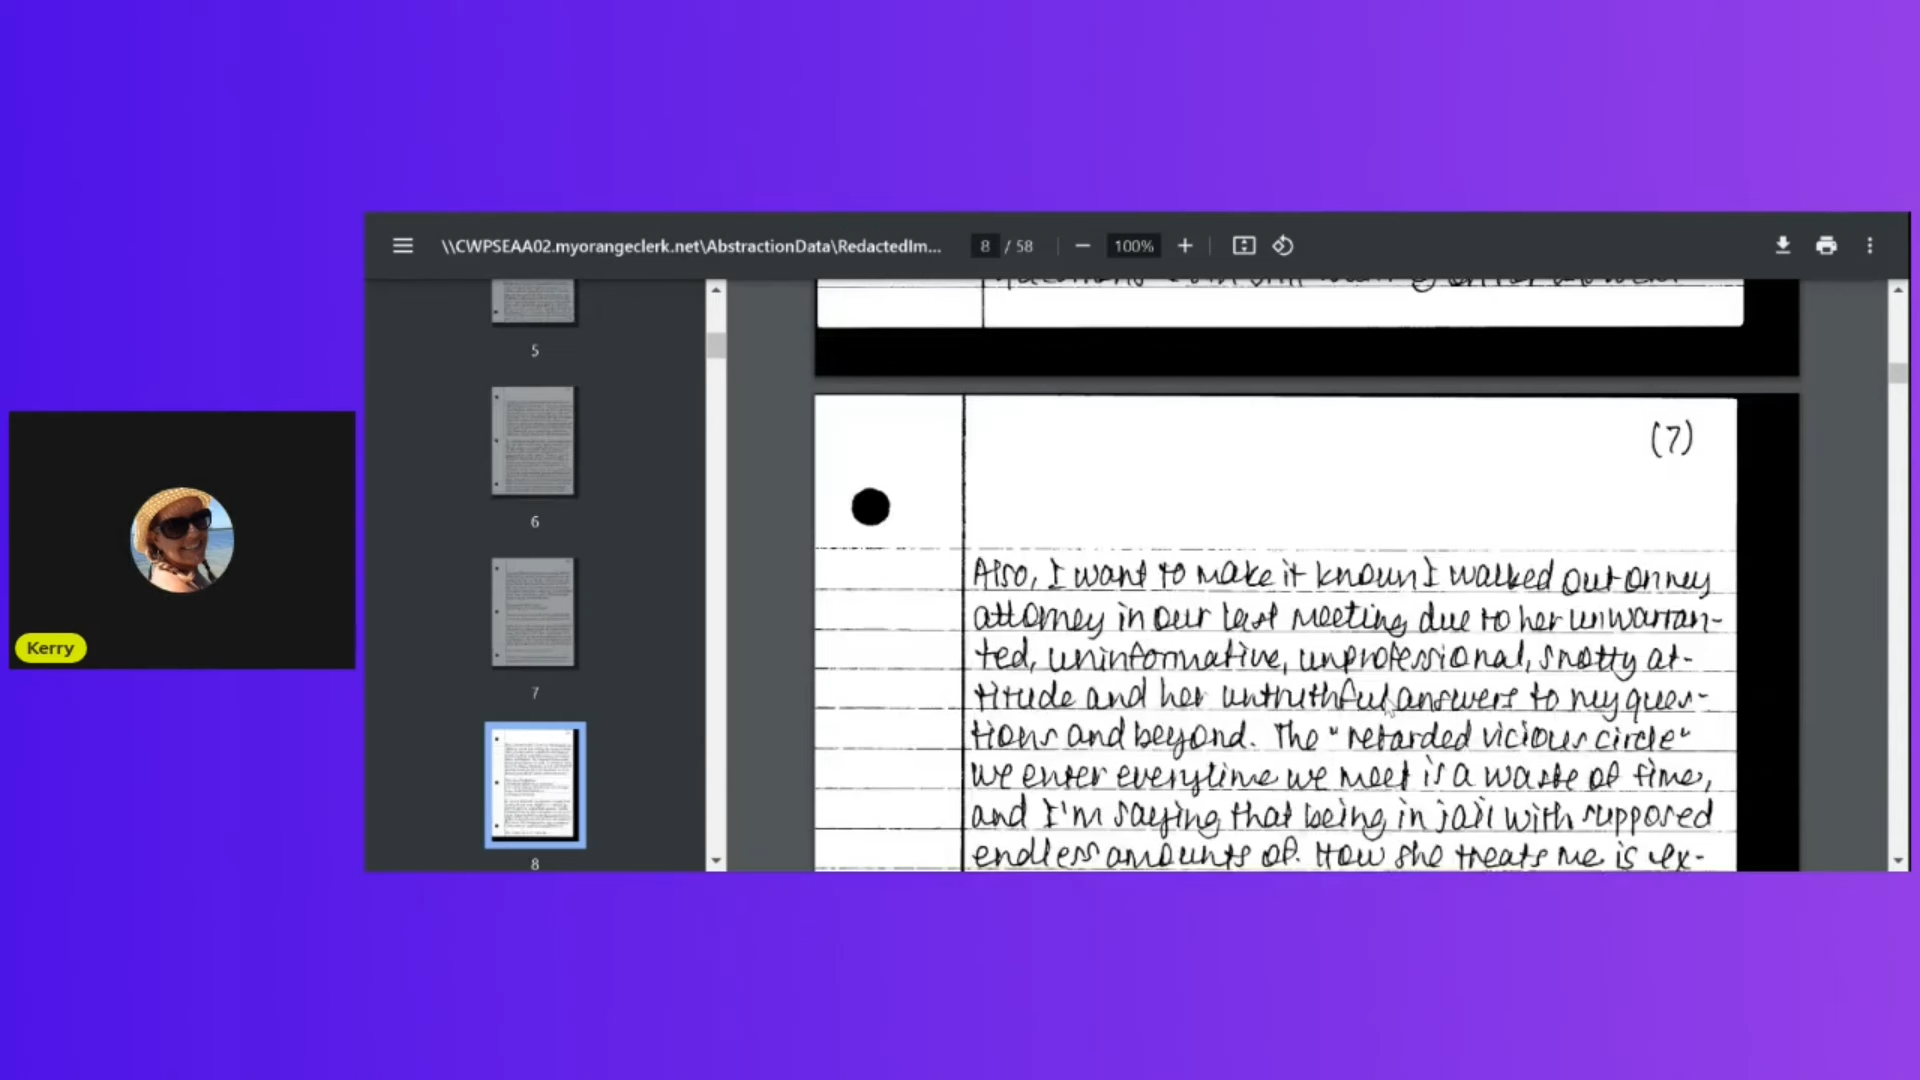 \\CWPSEAA02.myorangeclerk.net\AbstractionData\RedactedIm...
8 / 58
100%
5
6
7
8
Kerry
(7)
Also, I want to make it known I walked out on my
attorney in our last meeting due to her unwarran-
ted, uninformative, unprofessional, snotty at-
titude and her untruthful answers to my ques-
tions and beyond. The "retarded vicious circle"
we enter everytime we meet is a waste of time,
and I'm saying that being in jail with supposed
endless amounts of. How she treats me is ex-